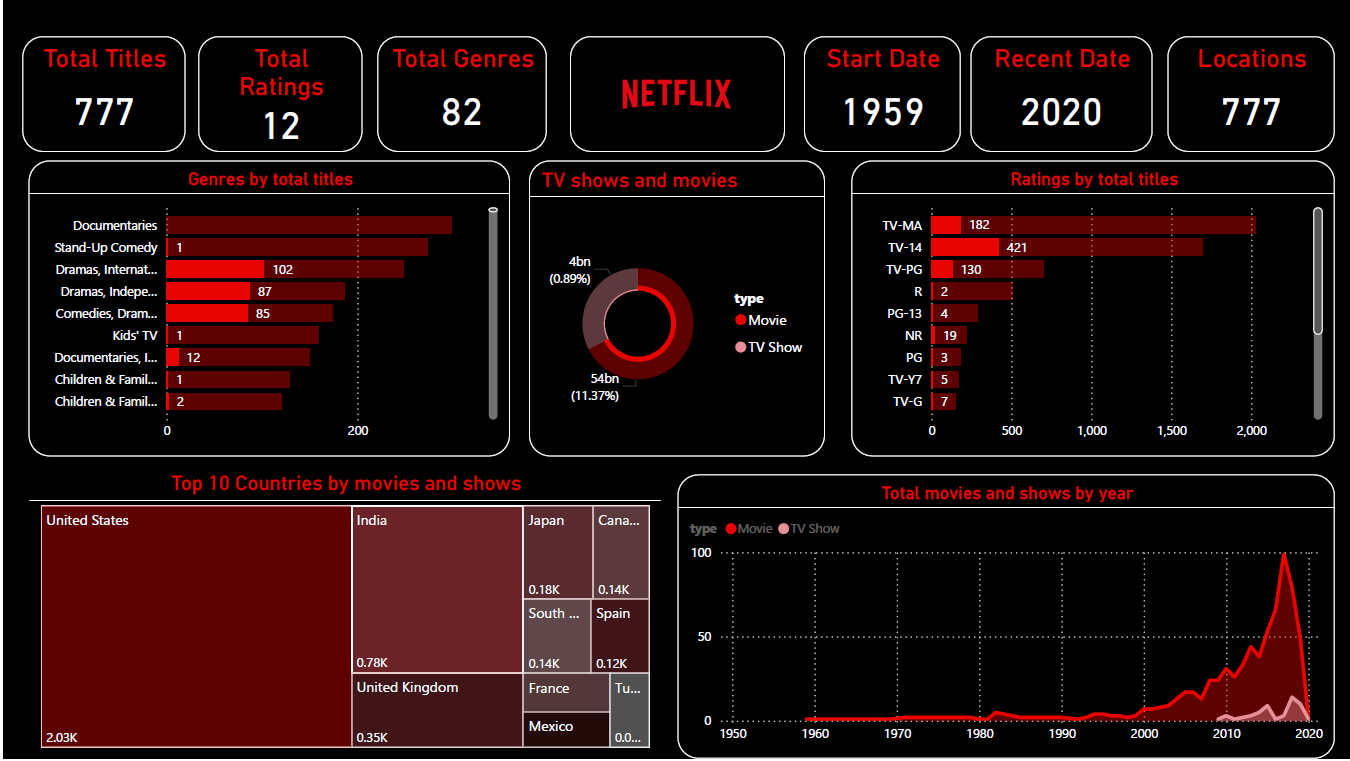 Total Titles
777
Total
Ratings
12
Total Genres
82
NETFLIX
Start Date
1959
Recent Date
2020
Locations
777
Genres by total titles
Documentaries
Stand-Up Comedy 1
Dramas, Internat... 102
Dramas, Indepe... 87
Comedies, Dram... 85
Kids' TV 1
Documentaries, I... 12
Children & Famil... 1
Children & Famil... 2
0 200
TV shows and movies
4bn
(0.89%)
54bn
(11.37%)
type
Movie
TV Show
Ratings by total titles
TV-MA 182
TV-14 421
TV-PG 130
R 2
PG-13 4
NR 19
PG 3
TV-Y7 5
TV-G 7
0 500 1,000 1,500 2,000
Top 10 Countries by movies and shows
United States
2.03K
India
0.78K
United Kingdom
0.35K
Japan
0.18K
Cana...
0.14K
South ...
0.14K
Spain
0.12K
France
Mexico
Tu...
0.0...
Total movies and shows by year
type Movie TV Show
100
50
0
1950 1960 1970 1980 1990 2000 2010 2020